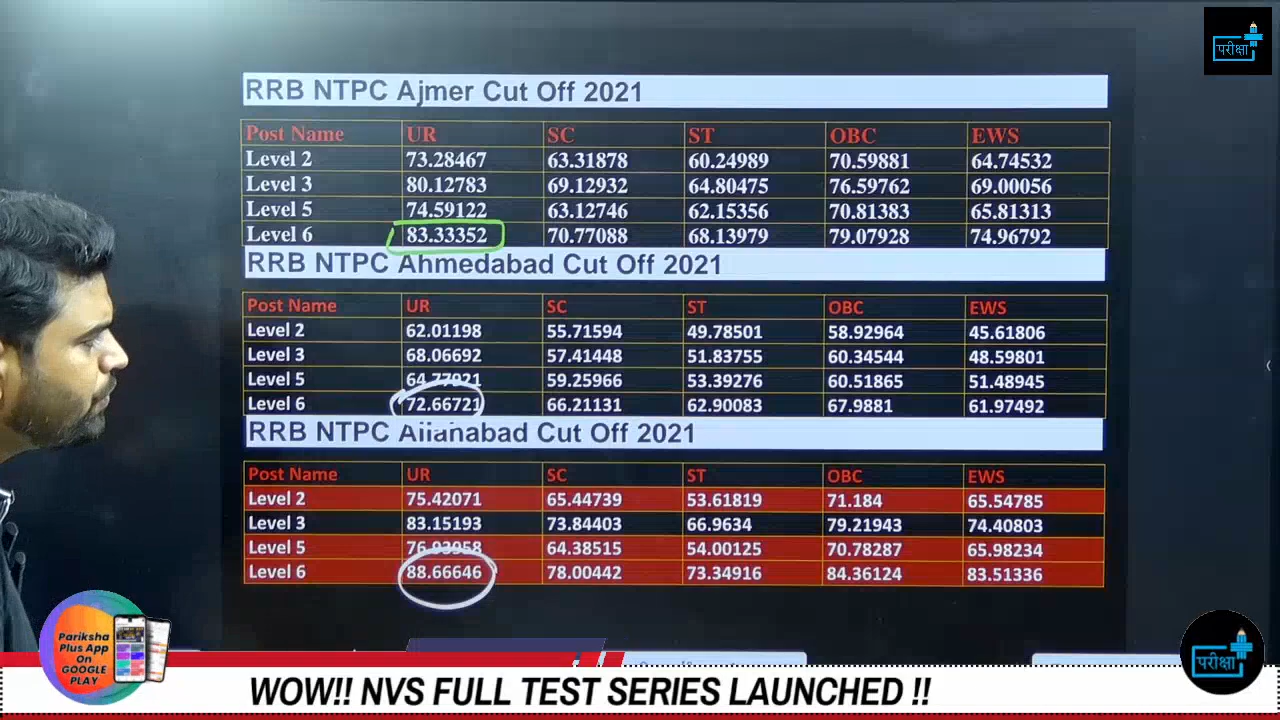 परीक्षा
RRB NTPC Ajmer Cut Off 2021
Post Name UR SC ST OBC EWS
Level 2 73.28467 63.31878 60.24989 70.59881 64.74532
Level 3 80.12783 69.12932 64.80475 76.59762 69.00056
Level 5 74.59122 63.12746 62.15356 70.81383 65.81313
Level 6 83.33352 70.77088 68.13979 79.07928 74.96792
RRB NTPC Ahmedabad Cut Off 2021
Post Name UR SC ST OBC EWS
Level 2 62.01198 55.71594 49.78501 58.92964 45.61806
Level 3 68.06692 57.41448 51.83755 60.34544 48.59801
Level 5 64.77921 59.25966 53.39276 60.51865 51.48945
Level 6 72.66721 66.21131 62.90083 67.9881 61.97492
RRB NTPC Allahabad Cut Off 2021
Post Name UR SC ST OBC EWS
Level 2 75.42071 65.44739 53.61819 71.184 65.54785
Level 3 83.15193 73.84403 66.9634 79.21943 74.40803
Level 5 76.93958 64.38515 54.00125 70.78287 65.98234
Level 6 88.66646 78.00442 73.34916 84.36124 83.51336
Pariksha
Plus App
On
GOOGLE
PLAY
परीक्षा
WOW!! NVS FULL TEST SERIES LAUNCHED !!